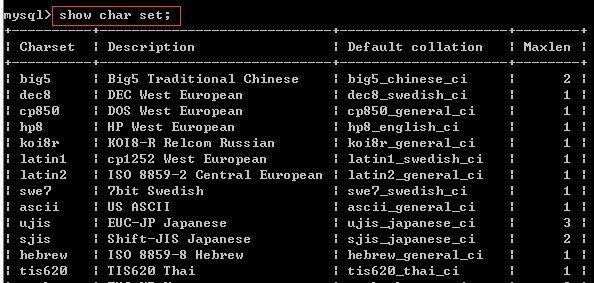 mysql> show char set;
Charset | Description | Default collation | Maxlen
big5 | Big5 Traditional Chinese | big5_chinese_ci | 2
dec8 | DEC West European | dec8_swedish_ci | 1
cp850 | DOS West European | cp850_general_ci | 1
hp8 | HP West European | hp8_english_ci | 1
koi8r | KOI8-R Relcom Russian | koi8r_general_ci | 1
latin1 | cp1252 West European | latin1_swedish_ci | 1
latin2 | ISO 8859-2 Central European | latin2_general_ci | 1
swe7 | 7bit Swedish | swe7_swedish_ci | 1
ascii | US ASCII | ascii_general_ci | 1
ujis | EUC-JP Japanese | ujis_japanese_ci | 3
sjis | Shift-JIS Japanese | sjis_japanese_ci | 2
hebrew | ISO 8859-8 Hebrew | hebrew_general_ci | 1
tis620 | TIS620 Thai | tis620_thai_ci | 1